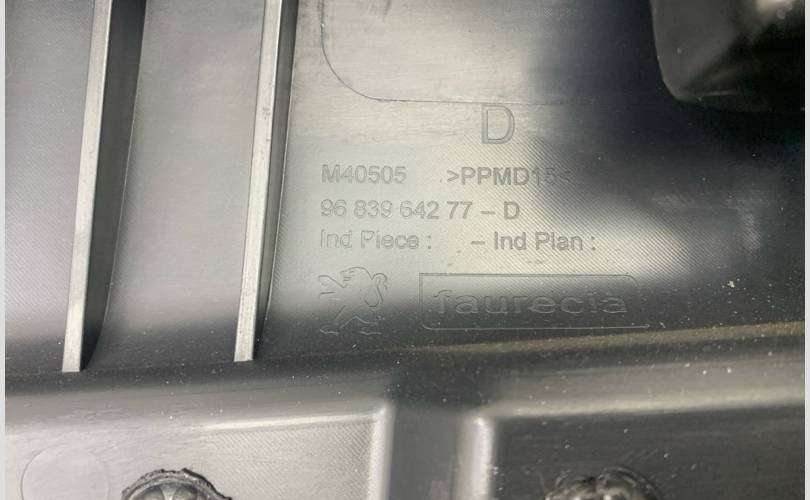 D
M40505 >PPMD15<
96 839 642 77 – D
Ind Piece : – Ind Plan :
faurecia